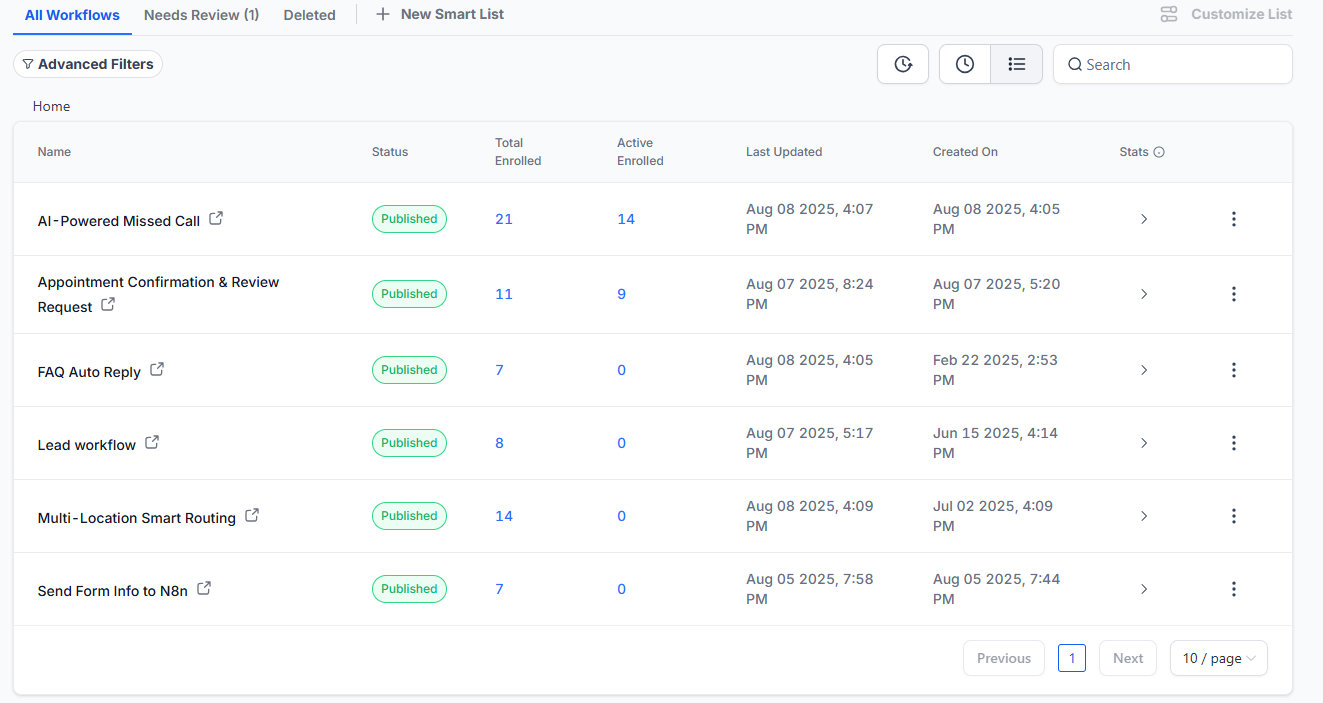 All Workflows Needs Review (1) Deleted New Smart List Customize List
Advanced Filters Search
Home
Name Status Total Enrolled Active Enrolled Last Updated Created On Stats
AI-Powered Missed Call Published 21 14 Aug 08 2025, 4:07 PM Aug 08 2025, 4:05 PM
Appointment Confirmation & Review Request Published 11 9 Aug 07 2025, 8:24 PM Aug 07 2025, 5:20 PM
FAQ Auto Reply Published 7 0 Aug 08 2025, 4:05 PM Feb 22 2025, 2:53 PM
Lead workflow Published 8 0 Aug 07 2025, 5:17 PM Jun 15 2025, 4:14 PM
Multi-Location Smart Routing Published 14 0 Aug 08 2025, 4:09 PM Jul 02 2025, 4:09 PM
Send Form Info to N8n Published 7 0 Aug 05 2025, 7:58 PM Aug 05 2025, 7:44 PM
Previous 1 Next 10 / page